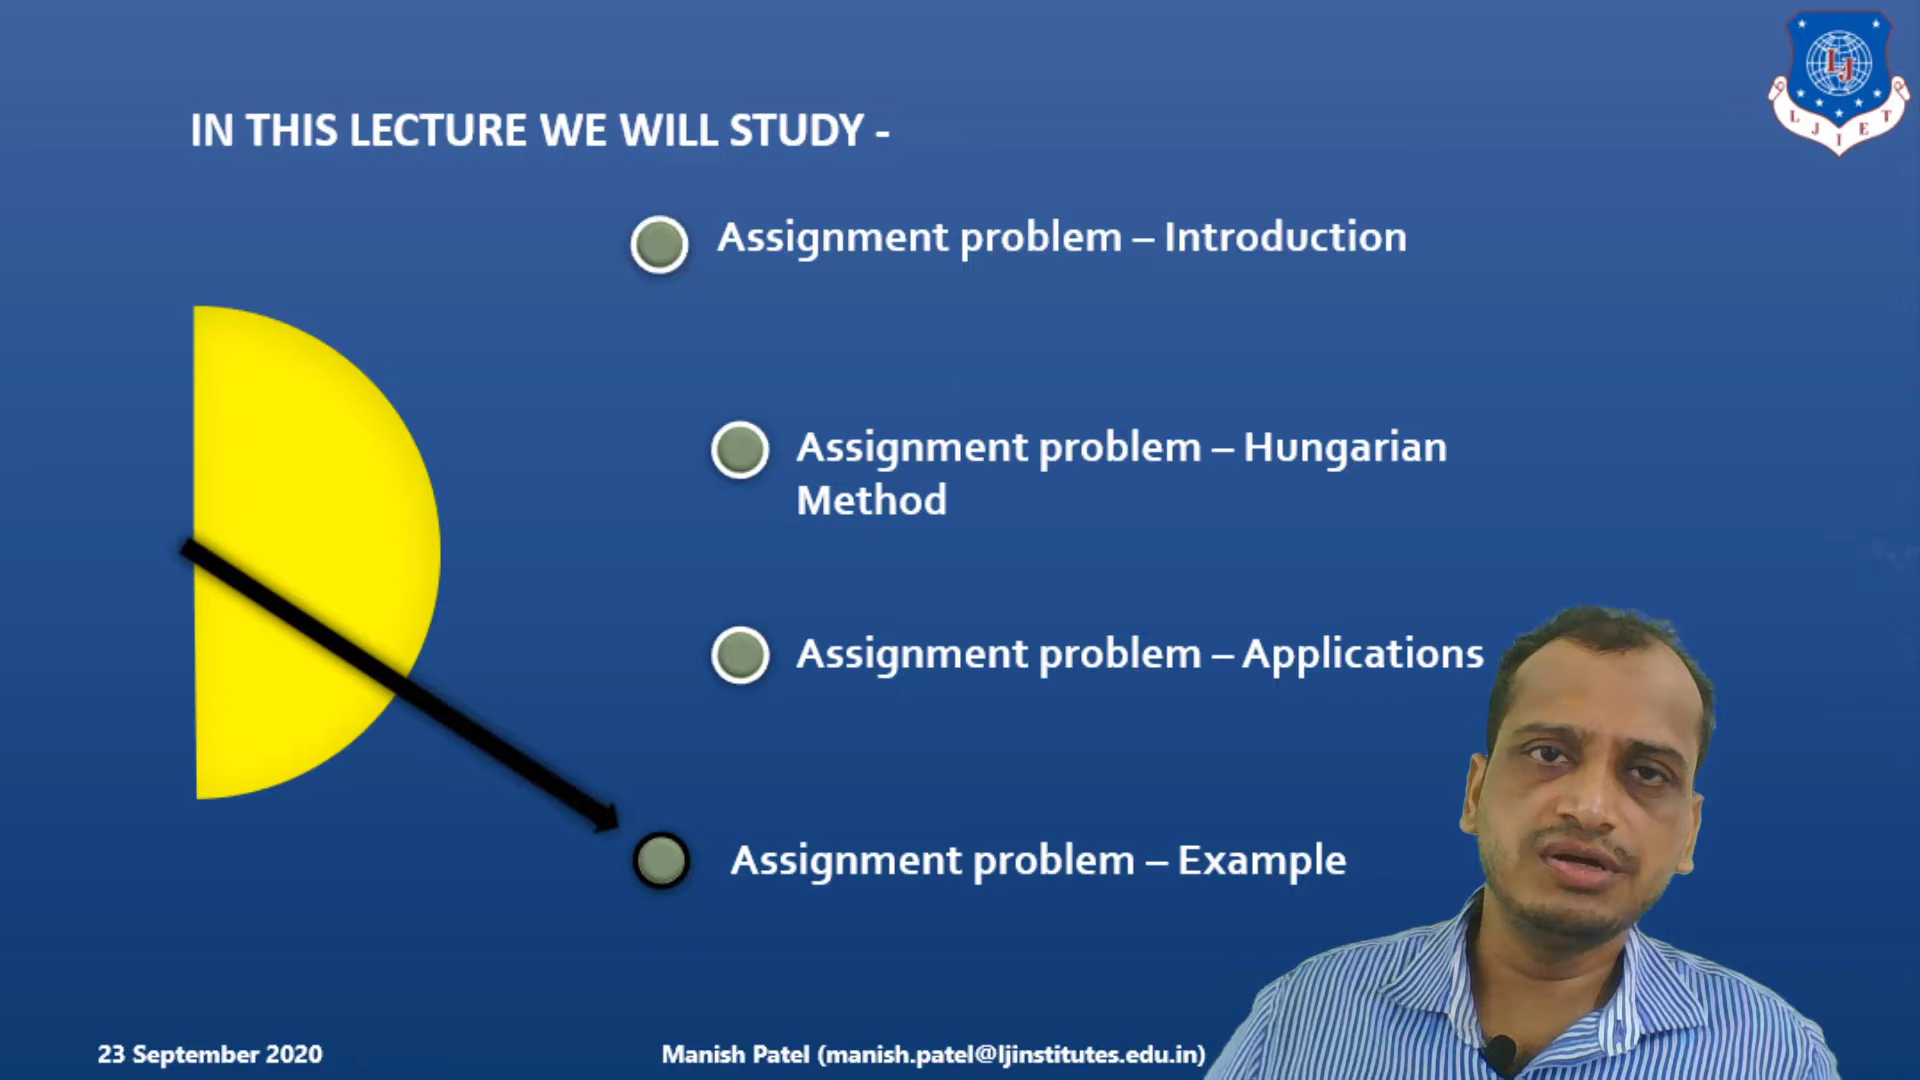 LJ
L J I E T
IN THIS LECTURE WE WILL STUDY -
Assignment problem – Introduction
Assignment problem – Hungarian
Method
Assignment problem – Applications
Assignment problem – Example
23 September 2020
Manish Patel (manish.patel@ljinstitutes.edu.in)